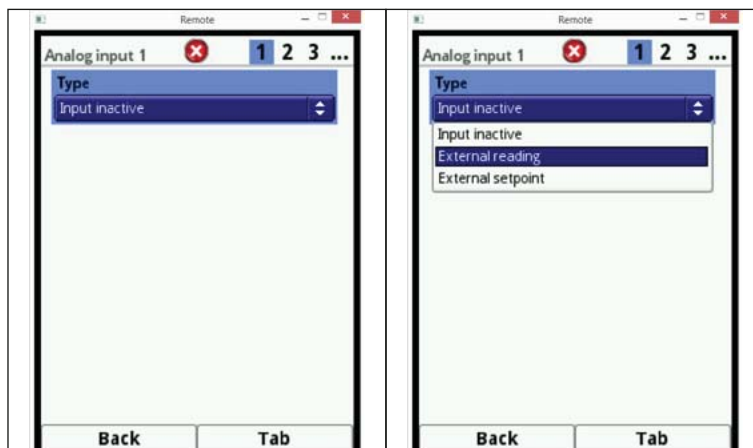 Remote
Analog input 1 1 2 3 ...
Type
Input inactive
Back Tab
Remote
Analog input 1 1 2 3 ...
Type
Input inactive
Input inactive
External reading
External setpoint
Back Tab